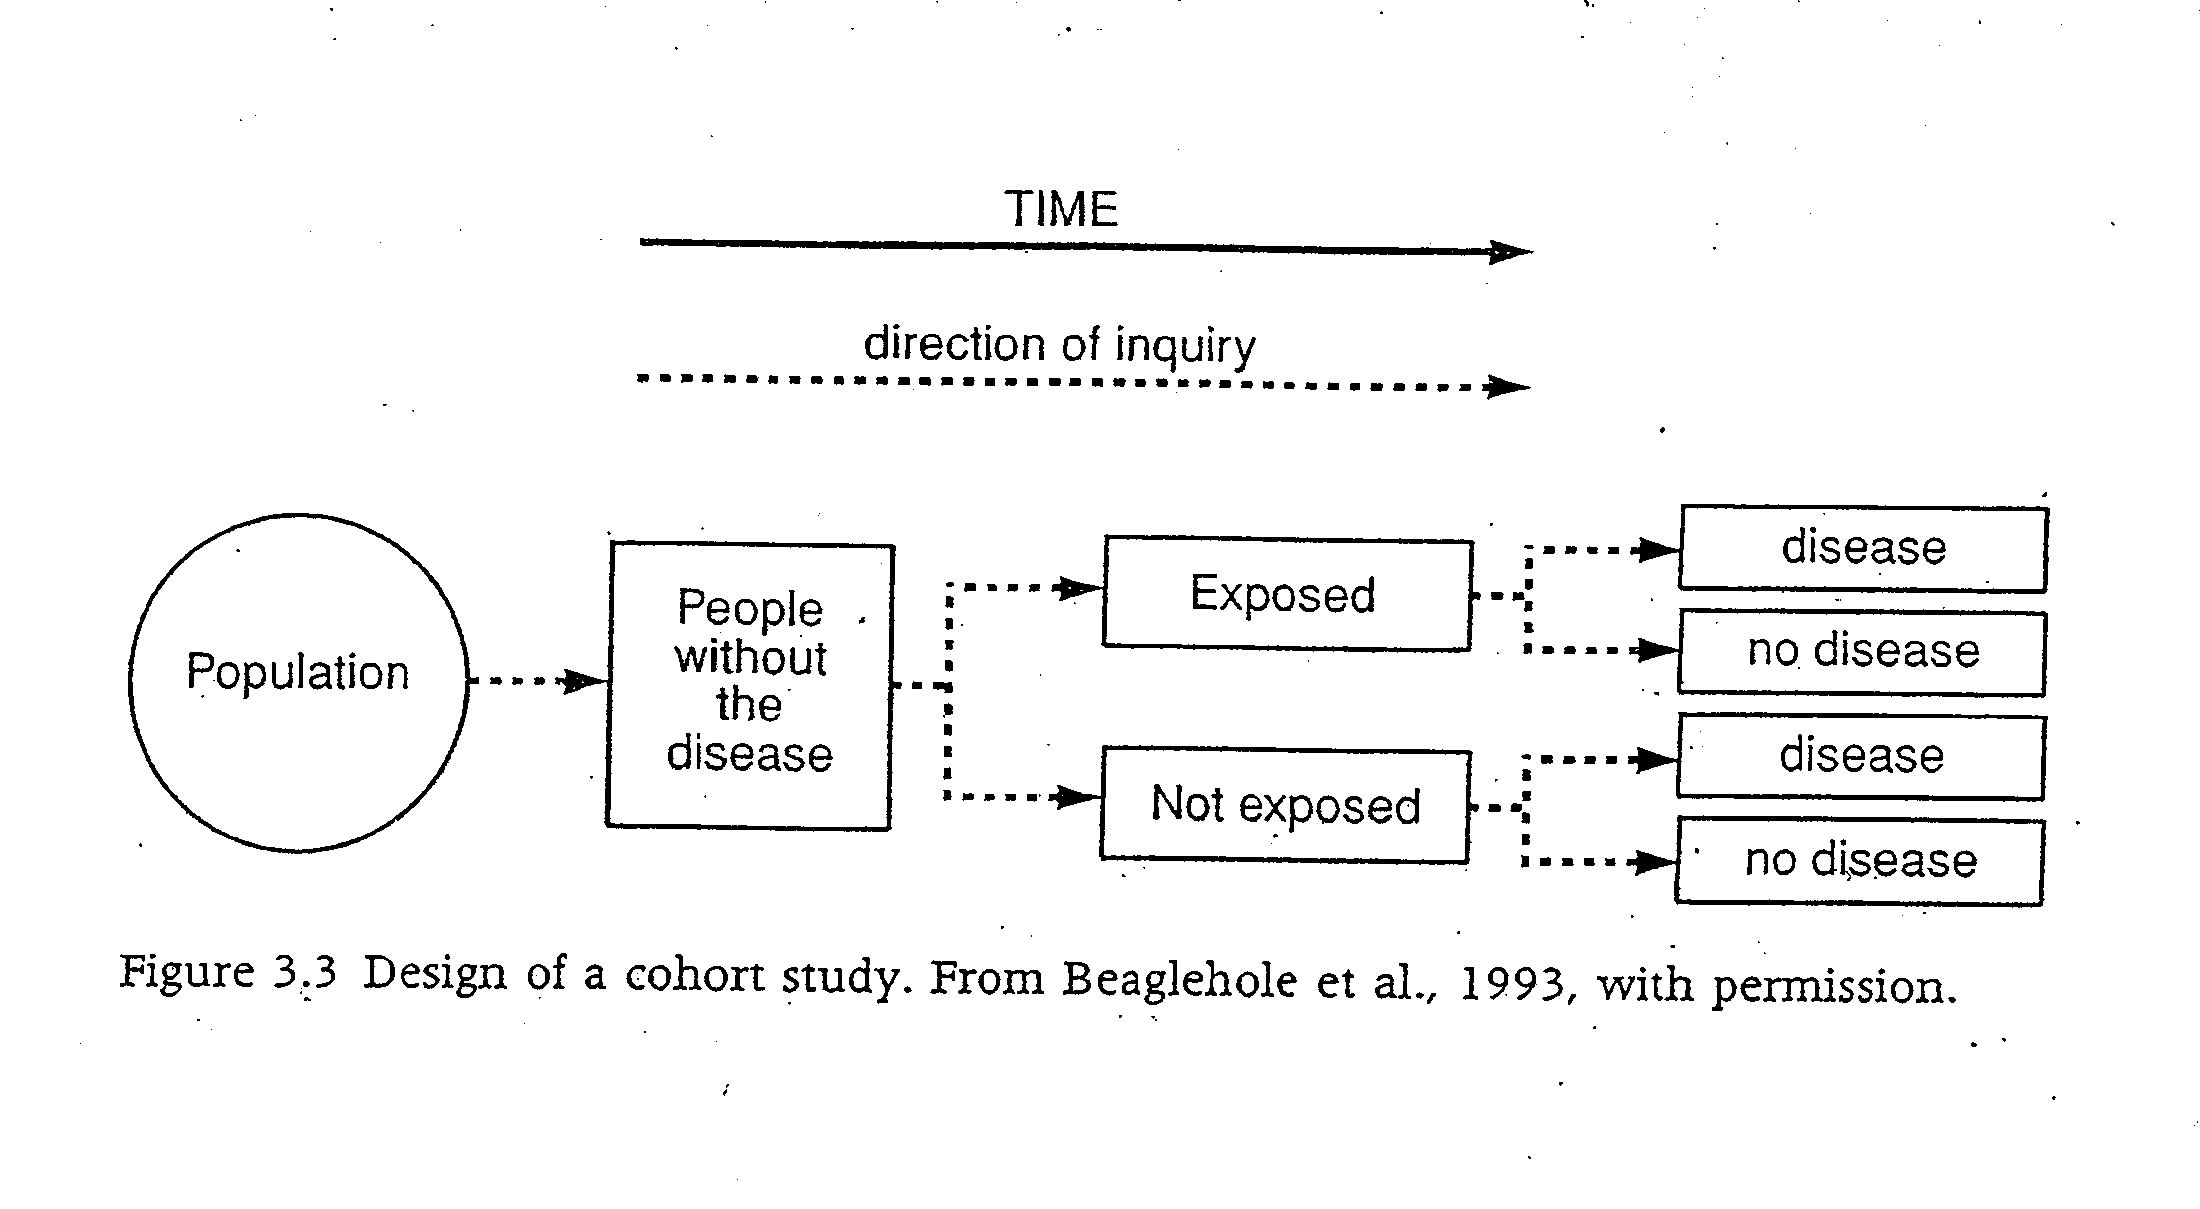 TIME
direction of inquiry
Population
People
without
the
disease
Exposed
Not exposed
disease
no disease
disease
no disease
Figure 3.3 Design of a cohort study. From Beaglehole et al., 1993, with permission.